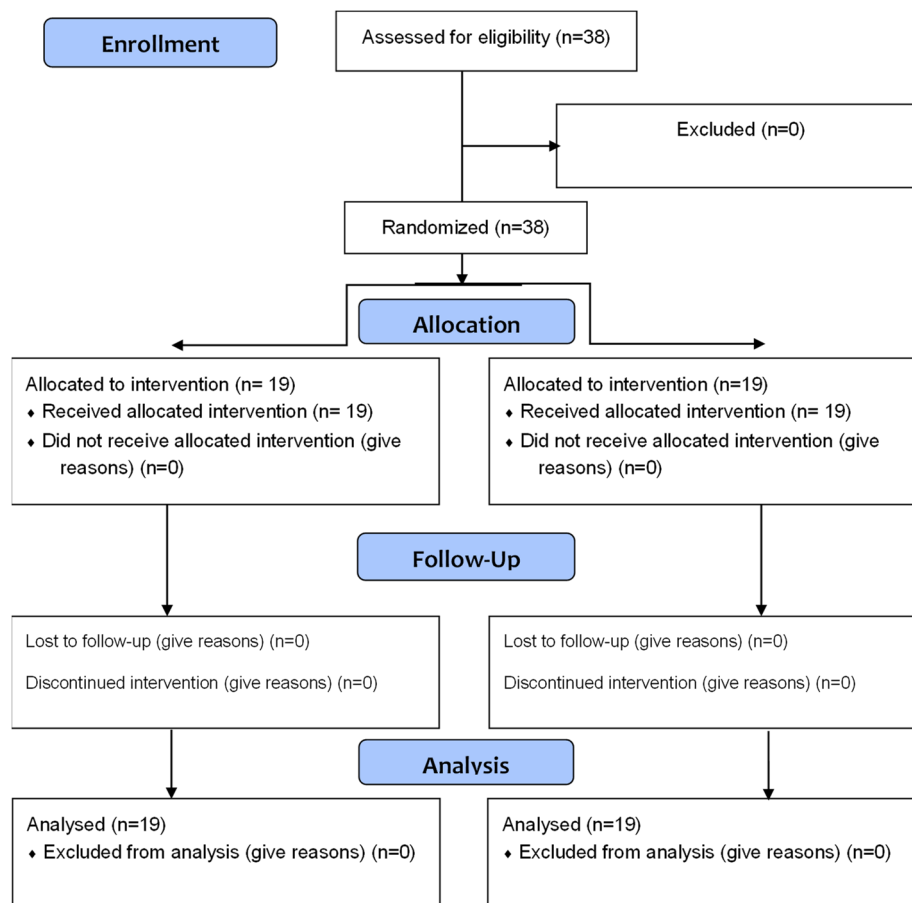 Enrollment
Assessed for eligibility (n=38)
Excluded (n=0)
Randomized (n=38)
Allocation
Allocated to intervention (n= 19)
♦ Received allocated intervention (n= 19)
♦ Did not receive allocated intervention (give
reasons) (n=0)
Allocated to intervention (n=19)
♦ Received allocated intervention (n= 19)
♦ Did not receive allocated intervention (give
reasons) (n=0)
Follow-Up
Lost to follow-up (give reasons) (n=0)
Discontinued intervention (give reasons) (n=0)
Lost to follow-up (give reasons) (n=0)
Discontinued intervention (give reasons) (n=0)
Analysis
Analysed (n=19)
♦ Excluded from analysis (give reasons) (n=0)
Analysed (n=19)
♦ Excluded from analysis (give reasons) (n=0)